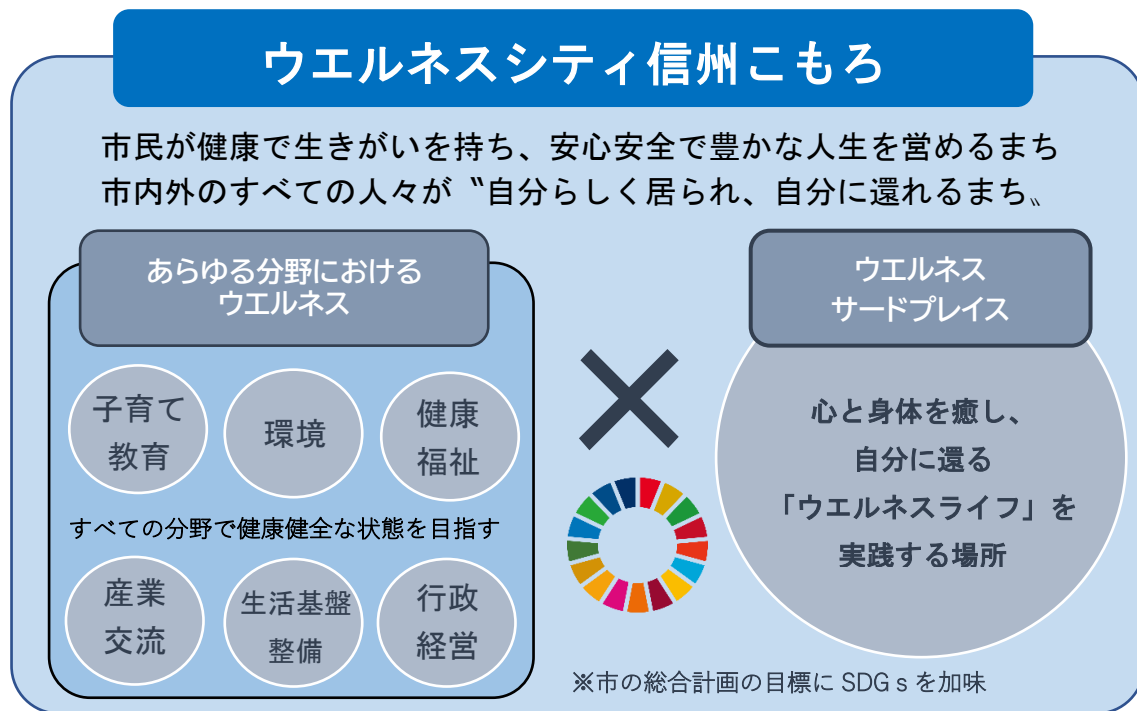 ウエルネスシティ信州こもろ
市民が健康で生きがいを持ち、安心安全で豊かな人生を営めるまち
市内外のすべての人々が〝自分らしく居られ、自分に還れるまち〟
あらゆる分野における
ウエルネス
子育て
教育
環境
健康
福祉
すべての分野で健康健全な状態を目指す
産業
交流
生活基盤
整備
行政
経営
ウエルネス
サードプレイス
心と身体を癒し、
自分に還る
「ウエルネスライフ」を
実践する場所
※市の総合計画の目標に SDGｓを加味